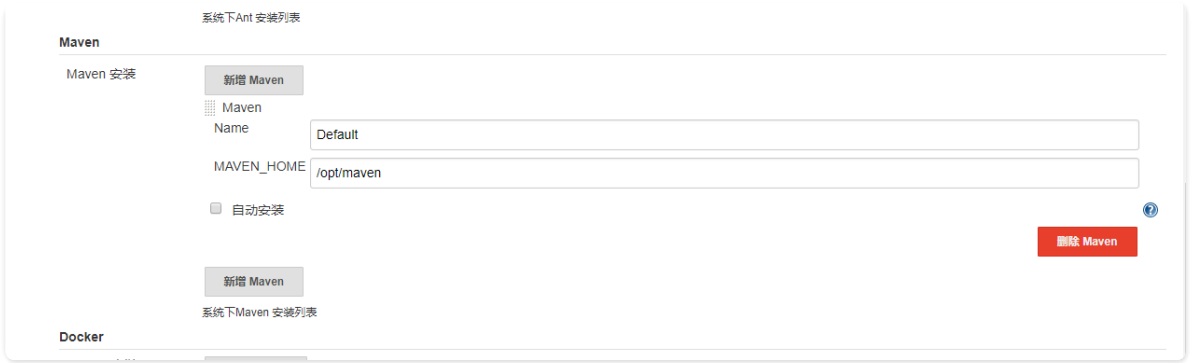 系统下Ant 安装列表
Maven
Maven 安装
新增 Maven
Maven
Name
Default
MAVEN_HOME
/opt/maven
自动安装
删除 Maven
新增 Maven
系统下Maven 安装列表
Docker